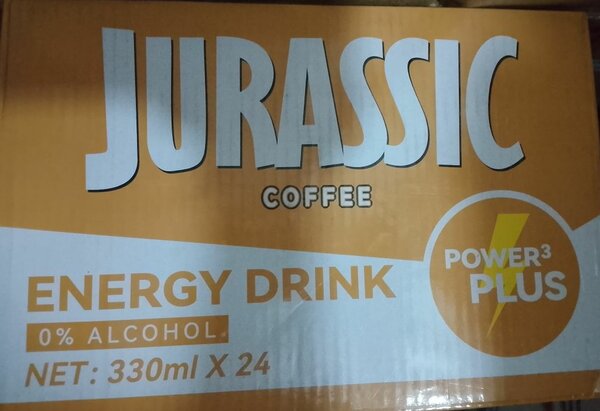 JURASSIC
COFFEE
POWER³
PLUS
ENERGY DRINK
0% ALCOHOL.
NET: 330ml X 24